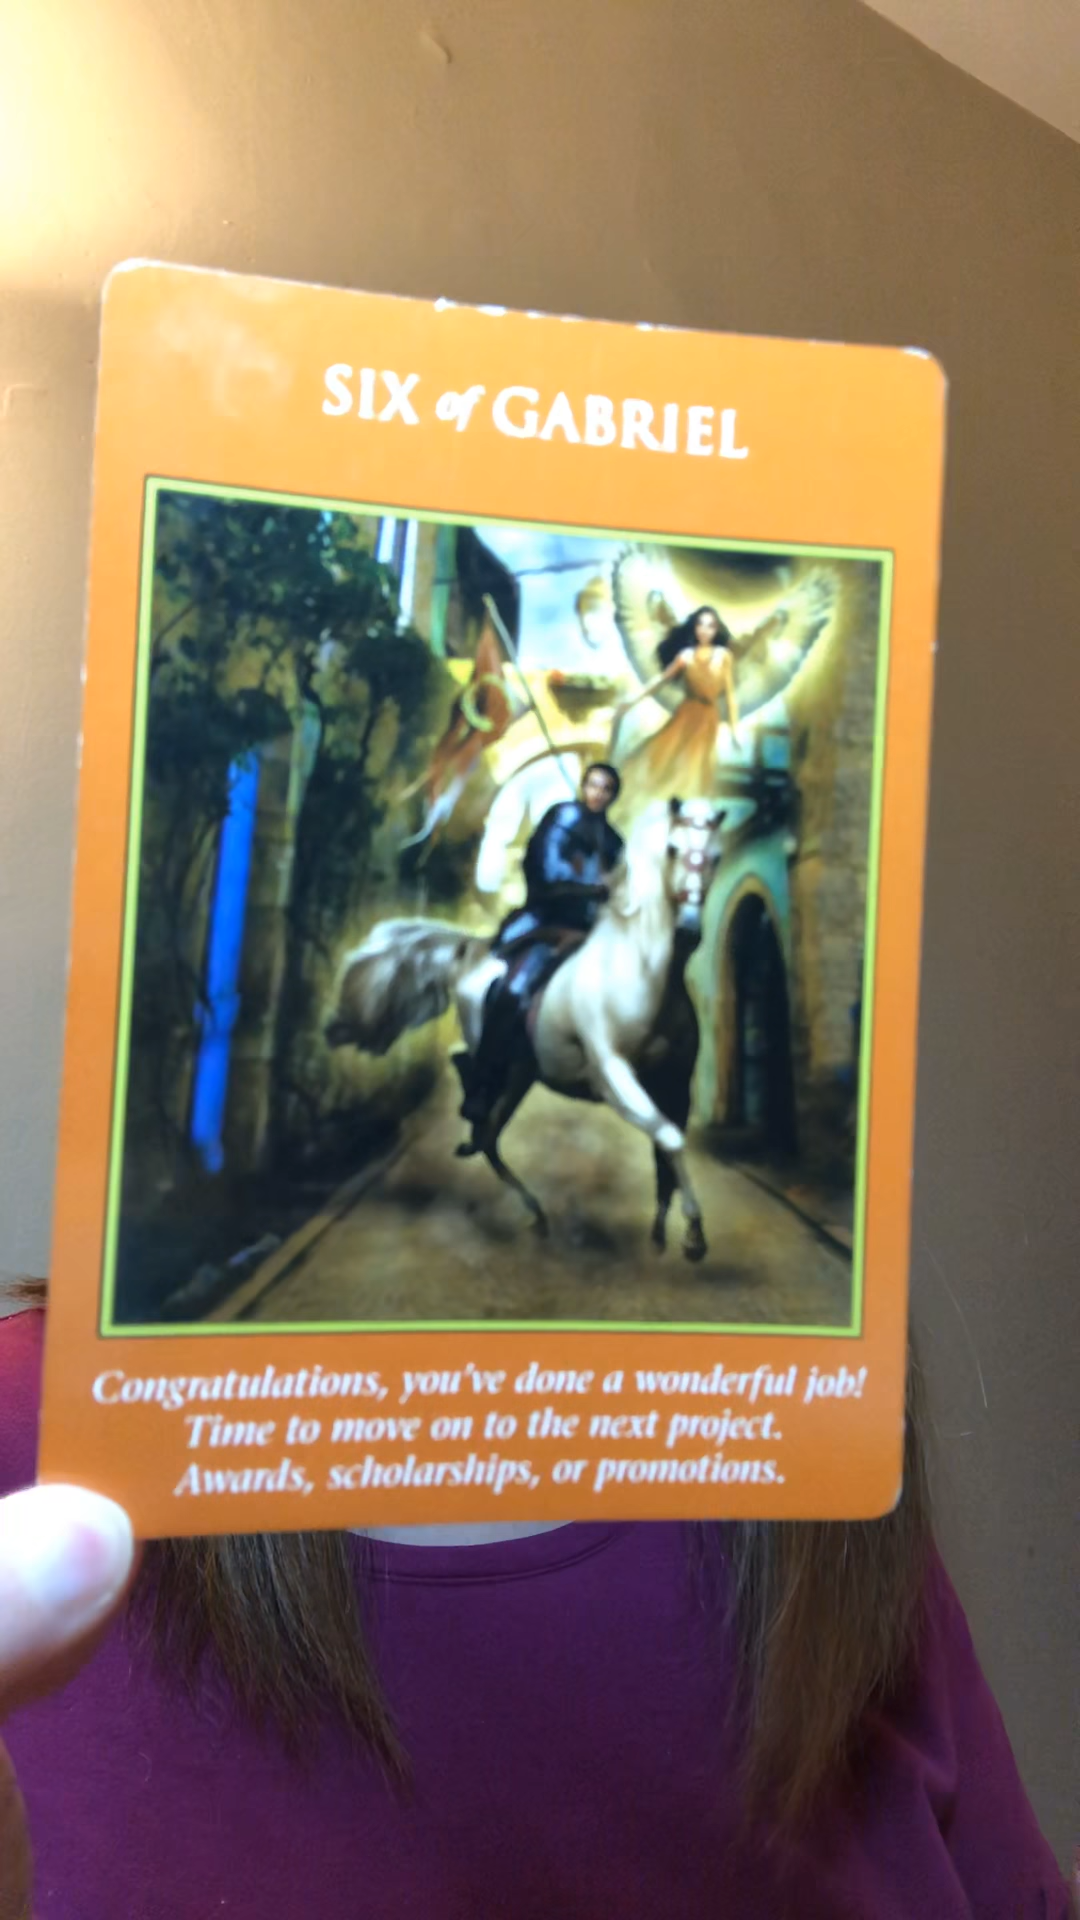 SIX of GABRIEL
Congratulations, you've done a wonderful job!
Time to move on to the next project.
Awards, scholarships, or promotions.